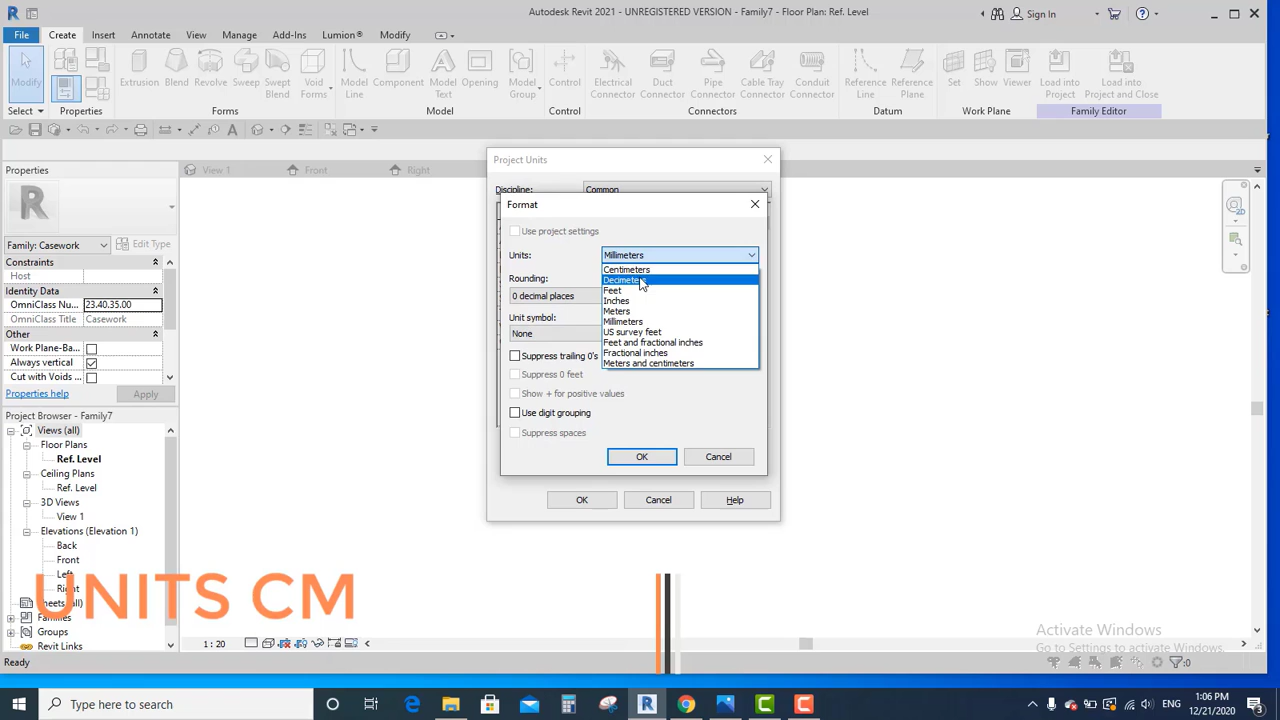 Autodesk Revit 2021 - UNREGISTERED VERSION - Family7 - Floor Plan: Ref. Level
Sign In
File Create Insert Annotate View Manage Add-Ins Lumion® Modify
Modify Extrusion Blend Revolve Sweep Swept Blend Void Forms Model Line Component Model Text Opening Model Group Control Electrical Connector Duct Connector Pipe Connector Cable Tray Connector Conduit Connector Reference Line Reference Plane Set Show Viewer Load into Project Load into Project and Close
Select Properties Forms Model Control Connectors Datum Work Plane Family Editor
Properties
View 1 Front Right
Edit Type
Family: Casework
Constraints
Host
Identity Data
OmniClass Nu... 23.40.35.00
OmniClass Title Casework
Work Plane-Ba...
Always vertical
Cut with Voids ...
Properties help Apply
Project Browser - Family7
Views (all)
Floor Plans
Ref. Level
Ceiling Plans
Ref. Level
3D Views
View 1
Elevations (Elevation 1)
Back
Front
Left
Right
Sheets (all)
Families
Groups
Revit Links
Project Units
Discipline: Common
Format
Use project settings
Units: Millimeters
Centimeters
Decimeters
Feet
Inches
Meters
Millimeters
US survey feet
Feet and fractional inches
Fractional inches
Meters and centimeters
Rounding:
0 decimal places
Unit symbol:
None
Suppress trailing 0's
Suppress 0 feet
Show + for positive values
Use digit grouping
Suppress spaces
OK Cancel
OK Cancel Help
UNITS CM
Activate Windows
Go to Settings to activate Windows.
1 : 20
Ready
:0
Type here to search
ENG
1:06 PM
12/21/2020